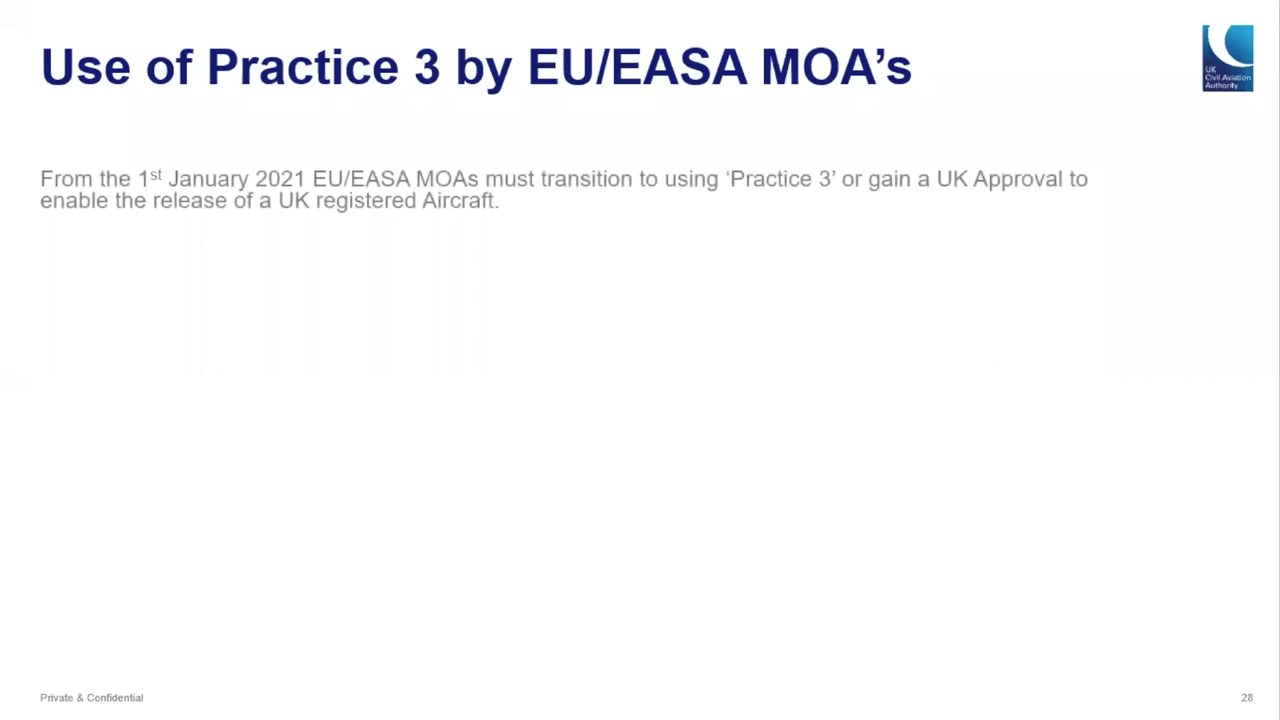 Use of Practice 3 by EU/EASA MOA’s
UK
Civil Aviation
Authority
From the 1st January 2021 EU/EASA MOAs must transition to using ‘Practice 3’ or gain a UK Approval to
enable the release of a UK registered Aircraft.
Private & Confidential
28